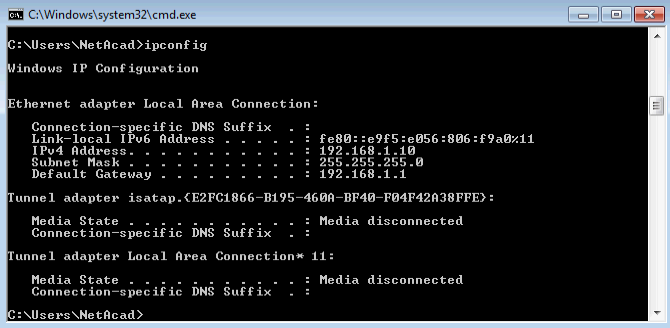 C:\Windows\system32\cmd.exe
C:\Users\NetAcad>ipconfig
Windows IP Configuration
Ethernet adapter Local Area Connection:
Connection-specific DNS Suffix . :
Link-local IPv6 Address . . . . . : fe80::e9f5:e056:806:f9a0%11
IPv4 Address. . . . . . . . . . . : 192.168.1.10
Subnet Mask . . . . . . . . . . . : 255.255.255.0
Default Gateway . . . . . . . . . : 192.168.1.1
Tunnel adapter isatap.{E2FC1866-B195-460A-BF40-F04F42A38FFE}:
Media State . . . . . . . . . . . : Media disconnected
Connection-specific DNS Suffix . :
Tunnel adapter Local Area Connection* 11:
Media State . . . . . . . . . . . : Media disconnected
Connection-specific DNS Suffix . :
C:\Users\NetAcad>